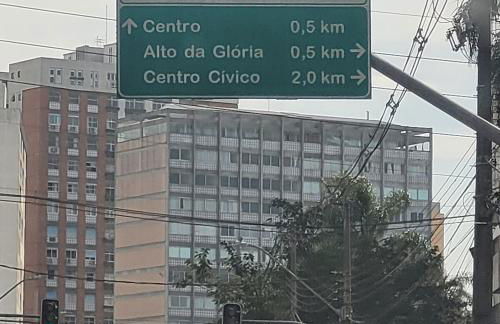 ↑ Centro 0,5 km
Alto da Glória 0,5 km →
Centro Cívico 2,0 km →